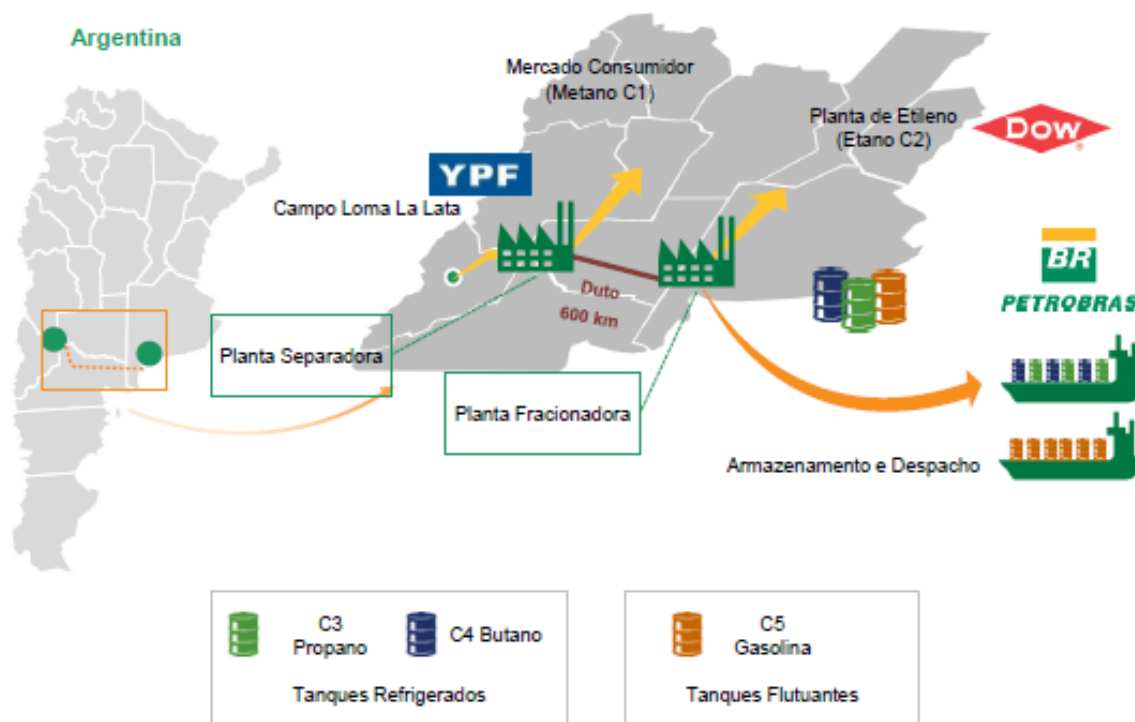 Argentina
Mercado Consumidor
(Metano C1)
Planta de Etileno
(Etano C2)
Dow
YPF
Campo Loma La Lata
BR
PETROBRAS
Duto
600 km
Planta Separadora
Planta Fracionadora
Armazenamento e Despacho
C3
Propano
C4 Butano
Tanques Refrigerados
C5
Gasolina
Tanques Flutuantes